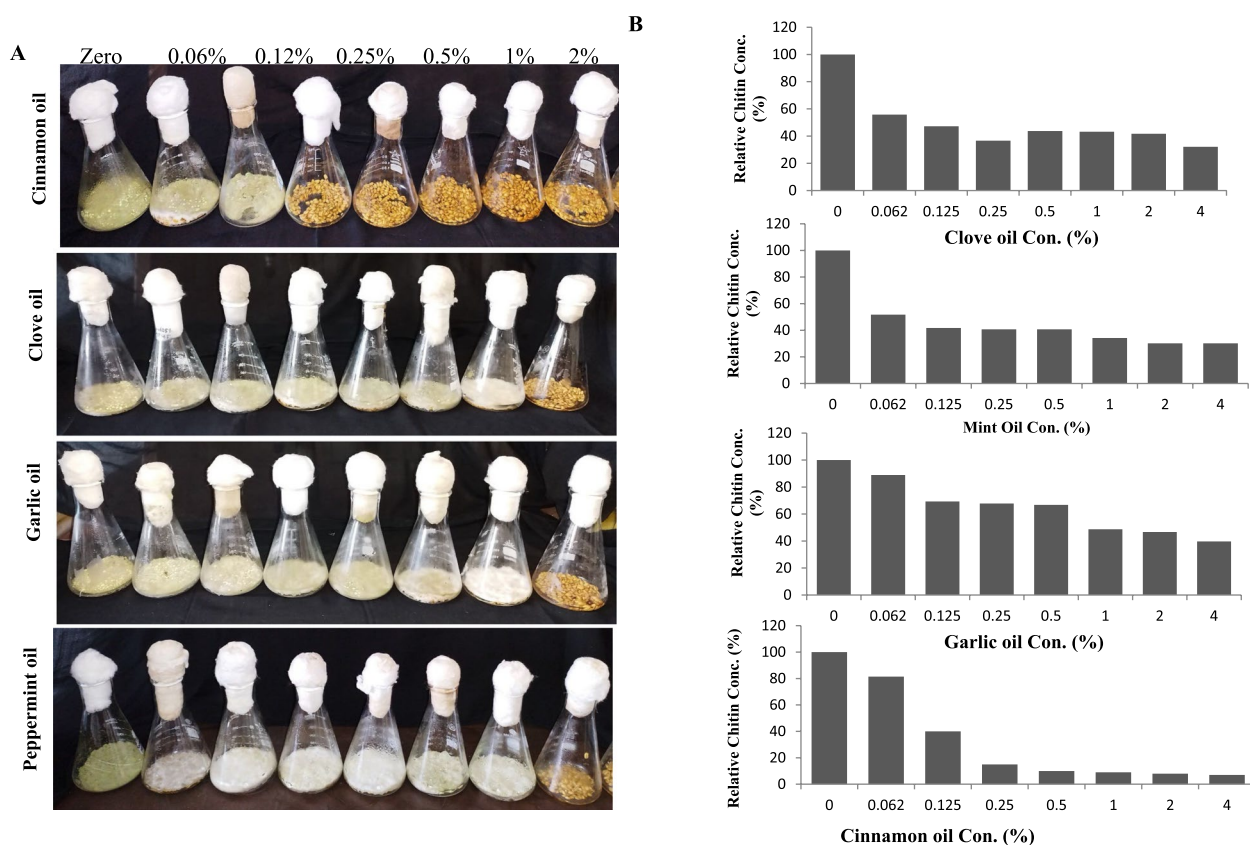 A
Zero 0.06% 0.12% 0.25% 0.5% 1% 2%
Cinnamon oil
Clove oil
Garlic oil
Peppermint oil
B
Relative Chitin Conc.
(%)
120
100
80
60
40
20
0
0 0.062 0.125 0.25 0.5 1 2 4
Clove oil Con. (%)
Relative Chitin Conc.
(%)
120
100
80
60
40
20
0
0 0.062 0.125 0.25 0.5 1 2 4
Mint Oil Con. (%)
Relative Chitin Conc.
(%)
120
100
80
60
40
20
0
0 0.062 0.125 0.25 0.5 1 2 4
Garlic oil Con. (%)
Relative Chitin Conc. (%)
120
100
80
60
40
20
0
0 0.062 0.125 0.25 0.5 1 2 4
Cinnamon oil Con. (%)